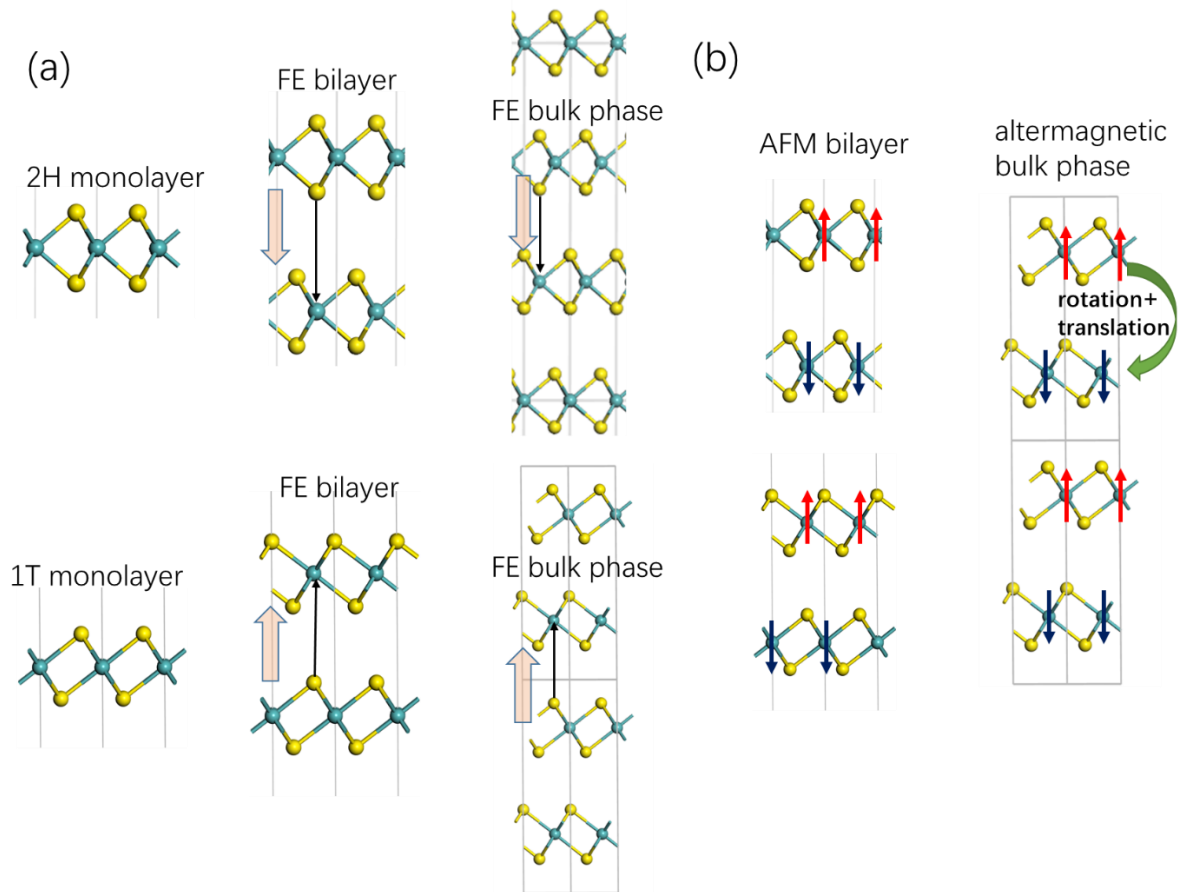 (a)
FE bilayer
FE bulk phase
2H monolayer
FE bilayer
FE bulk phase
1T monolayer
(b)
AFM bilayer
altermagnetic
bulk phase
rotation+
translation